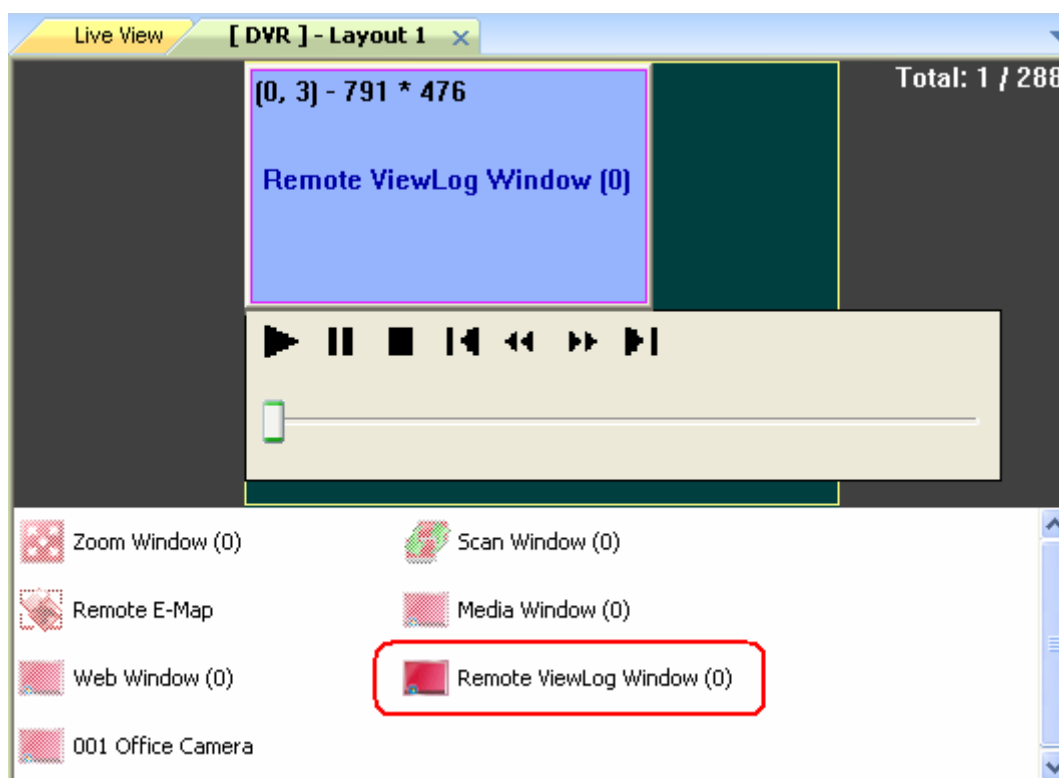 Live View
[ DVR ] - Layout 1
Total: 1 / 288
(0, 3) - 791 * 476
Remote ViewLog Window (0)
Zoom Window (0)
Scan Window (0)
Remote E-Map
Media Window (0)
Web Window (0)
Remote ViewLog Window (0)
001 Office Camera